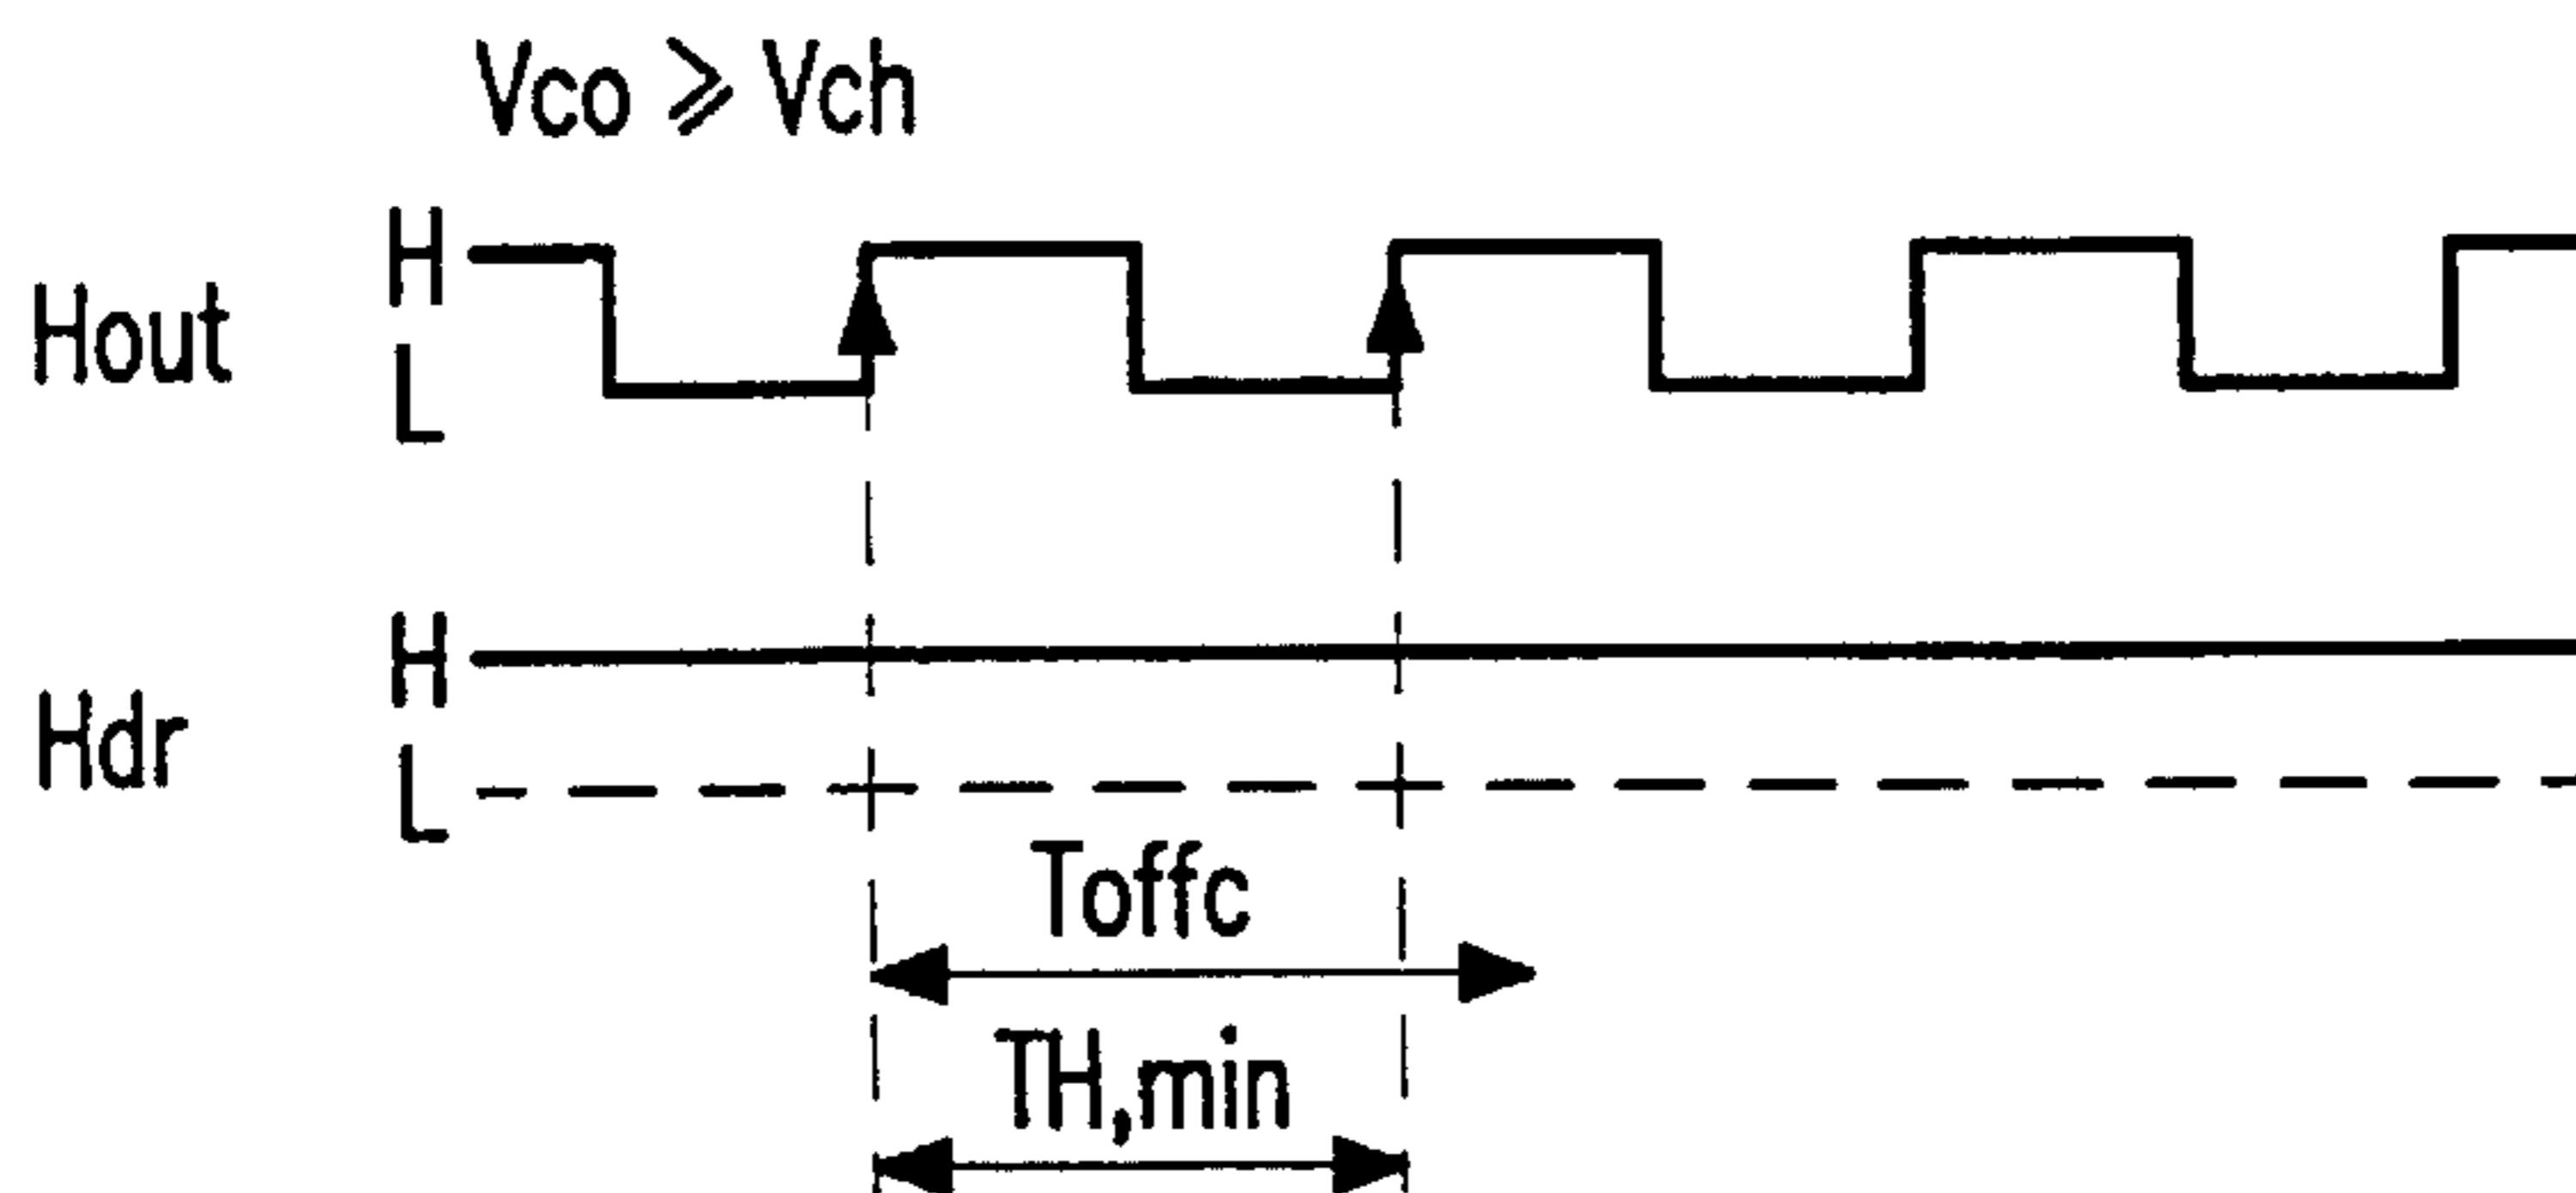 Vco ⩾ Vch
Hout
H
L
Hdr
H
L
Toffc
TH,min